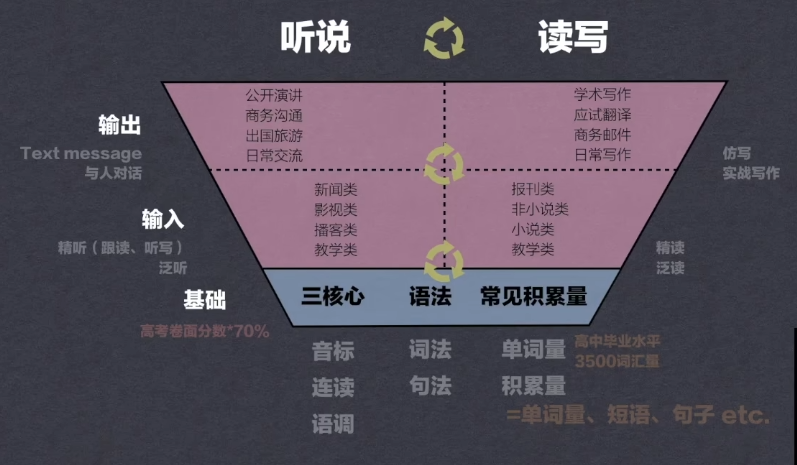 听说 读写
公开演讲
商务沟通
出国旅游
日常交流
学术写作
应试翻译
商务邮件
日常写作
输出
Text message
与人对话
仿写
实战写作
新闻类
影视类
播客类
教学类
报刊类
非小说类
小说类
教学类
输入
精听（跟读、听写）
泛听
精读
泛读
基础
三核心 语法 常见积累量
高考卷面分数*70%
音标 词法 单词量
高中毕业水平
3500词汇量
连读 句法 积累量
语调
=单词量、短语、句子 etc.